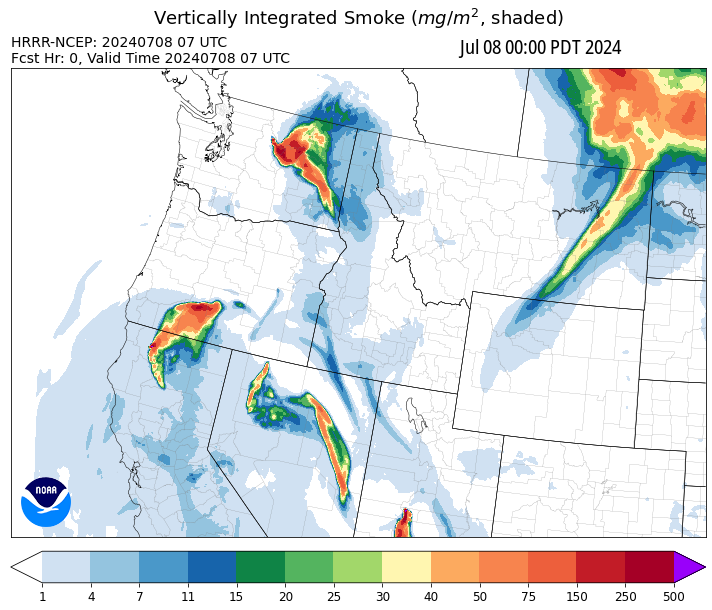 Vertically Integrated Smoke (mg/m², shaded)
HRRR-NCEP: 20240708 07 UTC
Jul 08 00:00 PDT 2024
Fcst Hr: 0, Valid Time 20240708 07 UTC
NOAA
1 4 7 11 15 20 25 30 40 50 75 150 250 500